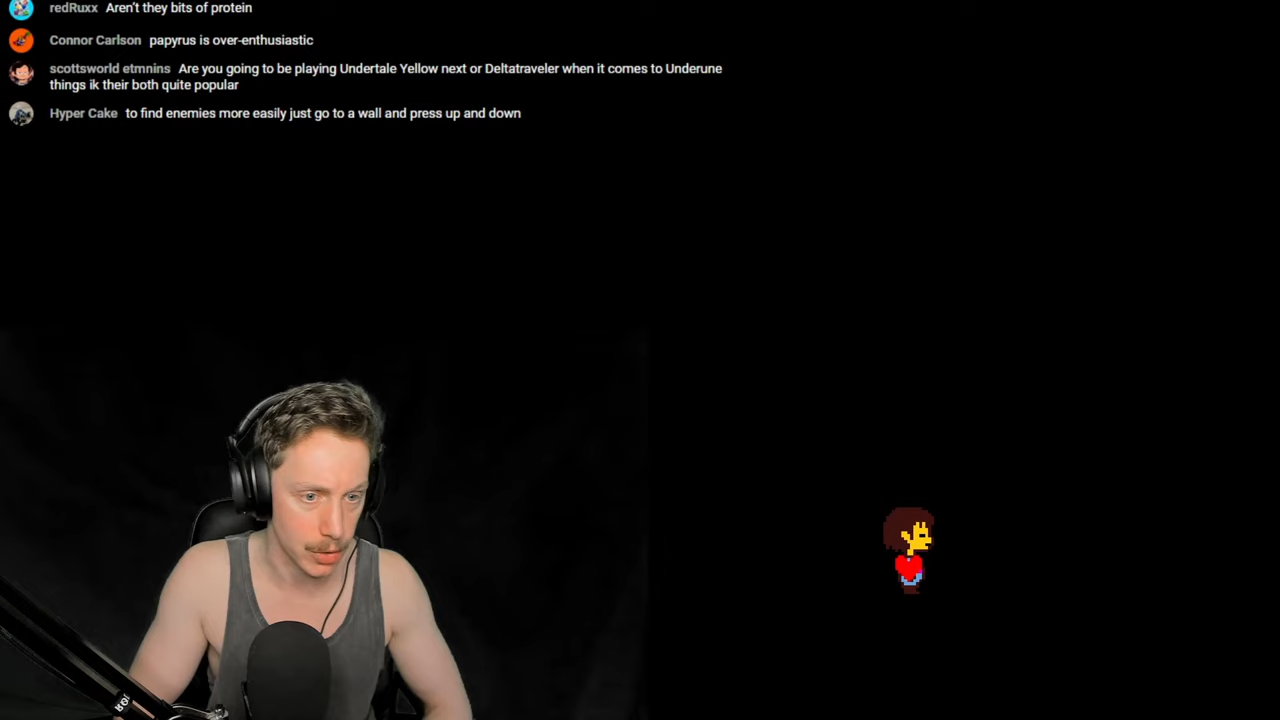 redRuxx Aren't they bits of protein
Connor Carlson papyrus is over-enthusiastic
scottsworld etmnins Are you going to be playing Undertale Yellow next or Deltatraveler when it comes to Underune
things ik their both quite popular
Hyper Cake to find enemies more easily just go to a wall and press up and down